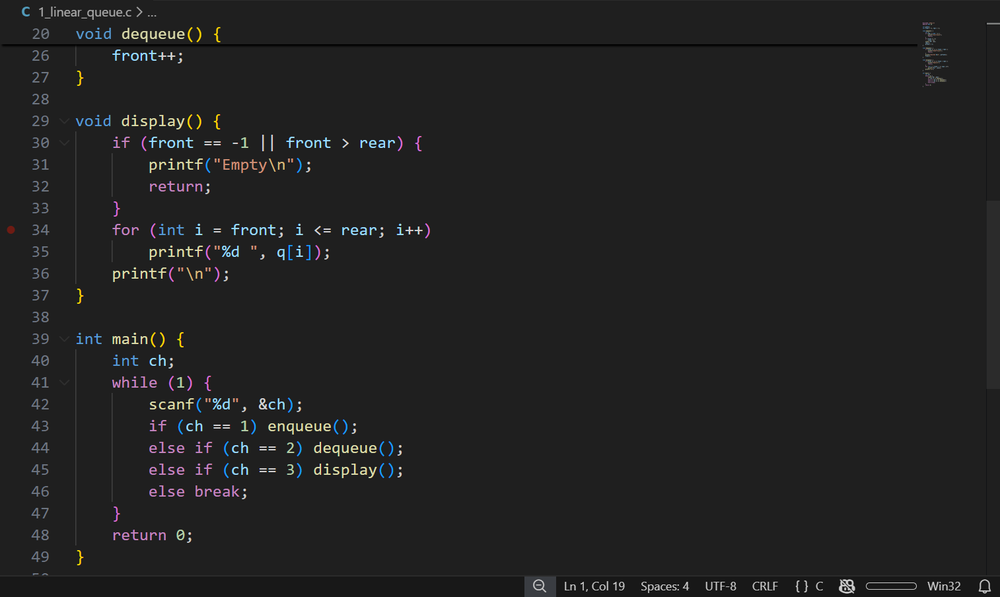 C 1_linear_queue.c > ...
20 void dequeue() {
26     front++;
27 }
28
29 void display() {
30     if (front == -1 || front > rear) {
31         printf("Empty\n");
32         return;
33     }
34     for (int i = front; i <= rear; i++)
35         printf("%d ", q[i]);
36     printf("\n");
37 }
38
39 int main() {
40     int ch;
41     while (1) {
42         scanf("%d", &ch);
43         if (ch == 1) enqueue();
44         else if (ch == 2) dequeue();
45         else if (ch == 3) display();
46         else break;
47     }
48     return 0;
49 }
Ln 1, Col 19 Spaces: 4 UTF-8 CRLF {} C Win32